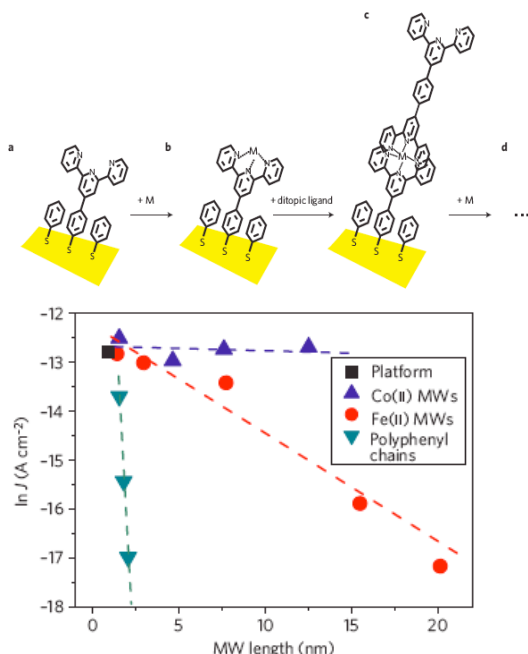 c
a
b
d
N
N
N
+ M
N
M
N
N
+ ditopic ligand
N
N
N
N
M
N
N
N
+ M
...
S
S
S
S
S
S
S
S
S
ln J (A cm⁻²)
−12
−13
−14
−15
−16
−17
−18
0
5
10
15
20
MW length (nm)
Platform
Co(II) MWs
Fe(II) MWs
Polyphenyl
chains